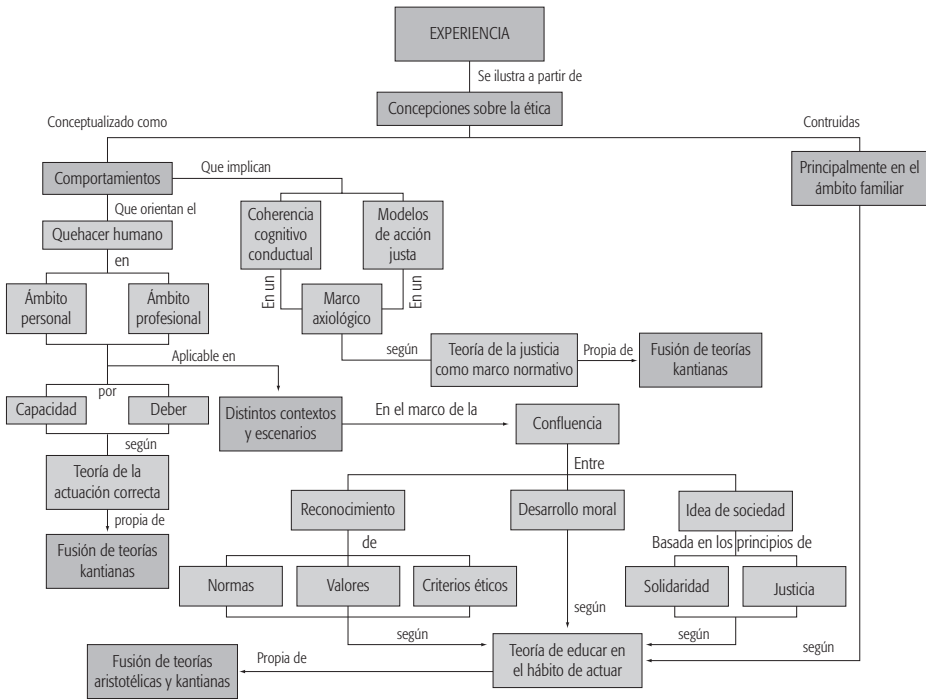 EXPERIENCIA
Se ilustra a partir de
Concepciones sobre la ética
Conceptualizado como
Contruidas
Comportamientos
Que implican
Principalmente en el
ámbito familiar
Que orientan el
Quehacer humano
Coherencia
cognitivo
conductual
Modelos
de acción
justa
en
En un
En un
Ámbito
personal
Ámbito
profesional
Marco
axiológico
según
Teoría de la justicia
como marco normativo
Propia de
Fusión de teorías
kantianas
Aplicable en
por
Capacidad
Deber
Distintos contextos
y escenarios
En el marco de la
Confluencia
según
Teoría de la
actuación correcta
Entre
propia de
Reconocimiento
Desarrollo moral
Idea de sociedad
Fusión de teorías
kantianas
de
Basada en los principios de
Normas
Valores
Criterios éticos
Solidaridad
Justicia
según
según
según
según
Teoría de educar en
el hábito de actuar
Propia de
Fusión de teorías
aristotélicas y kantianas